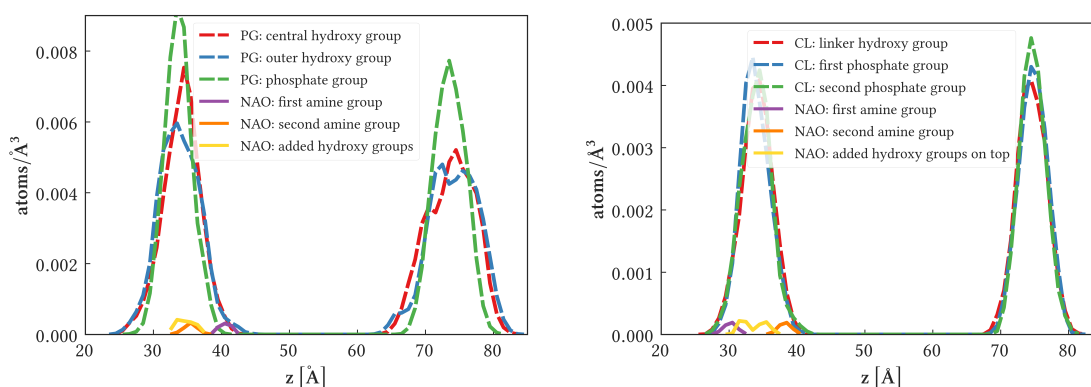 PG: central hydroxy group
PG: outer hydroxy group
PG: phosphate group
NAO: first amine group
NAO: second amine group
NAO: added hydroxy groups
atoms/Å³
0.008
0.006
0.004
0.002
0.000
20 30 40 50 60 70 80
z [Å]
CL: linker hydroxy group
CL: first phosphate group
CL: second phosphate group
NAO: first amine group
NAO: second amine group
NAO: added hydroxy groups on top
atoms/Å³
0.005
0.004
0.003
0.002
0.001
0.000
20 30 40 50 60 70 80
z [Å]